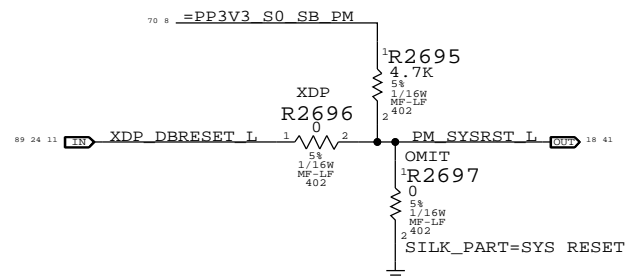 70 8 =PP3V3_S0_SB_PM
1
R2695
4.7K
5%
1/16W
MF-LF
402
2
XDP
R2696
89 24 11 IN XDP_DBRESET_L 1 0 2 PM_SYSRST_L OUT 18 41
5%
1/16W
MF-LF
402
OMIT
1
R2697
0
5%
1/16W
MF-LF
402
2
SILK_PART=SYS RESET